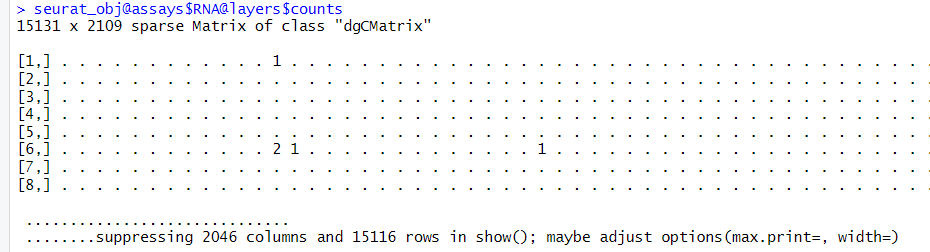 > seurat_obj@assays$RNA@layers$counts
15131 x 2109 sparse Matrix of class "dgCMatrix"
[1,] . . . . . . . . . . . . 1 . . . . . . . . . . . . . . . . . . . . . . . . . . . . . . . . . . . . .
[2,] . . . . . . . . . . . . . . . . . . . . . . . . . . . . . . . . . . . . . . . . . . . . . . . . . .
[3,] . . . . . . . . . . . . . . . . . . . . . . . . . . . . . . . . . . . . . . . . . . . . . . . . . .
[4,] . . . . . . . . . . . . . . . . . . . . . . . . . . . . . . . . . . . . . . . . . . . . . . . . . .
[5,] . . . . . . . . . . . . . . . . . . . . . . . . . . . . . . . . . . . . . . . . . . . . . . . . . .
[6,] . . . . . . . . . . . . 2 1 . . . . . . . . . . . . . 1 . . . . . . . . . . . . . . . . . . . . . .
[7,] . . . . . . . . . . . . . . . . . . . . . . . . . . . . . . . . . . . . . . . . . . . . . . . . . .
[8,] . . . . . . . . . . . . . . . . . . . . . . . . . . . . . . . . . . . . . . . . . . . . . . . . . .
..............................
........suppressing 2046 columns and 15116 rows in show(); maybe adjust options(max.print=, width=)